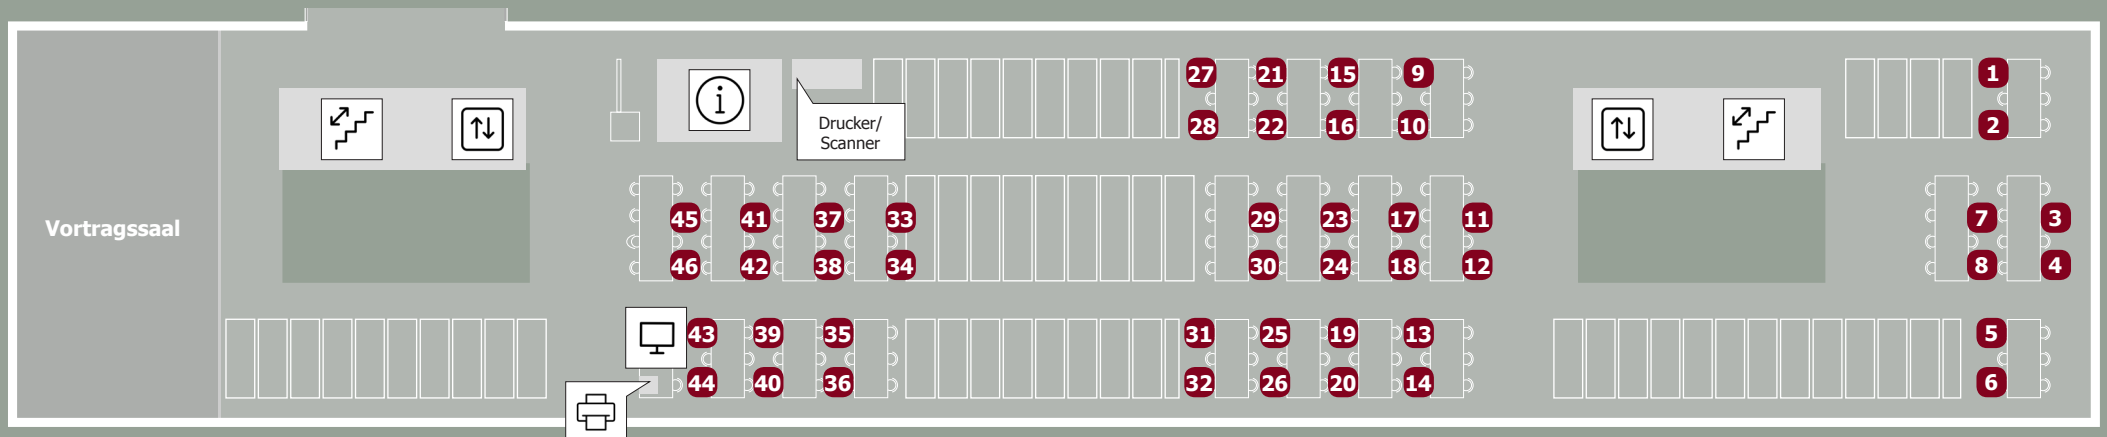 27 21 15 9 1
28 22 16 10 2
Drucker/
Scanner
Vortragssaal
45 41 37 33 29 23 17 11 7 3
46 42 38 34 30 24 18 12 8 4
43 39 35 31 25 19 13 5
44 40 36 32 26 20 14 6